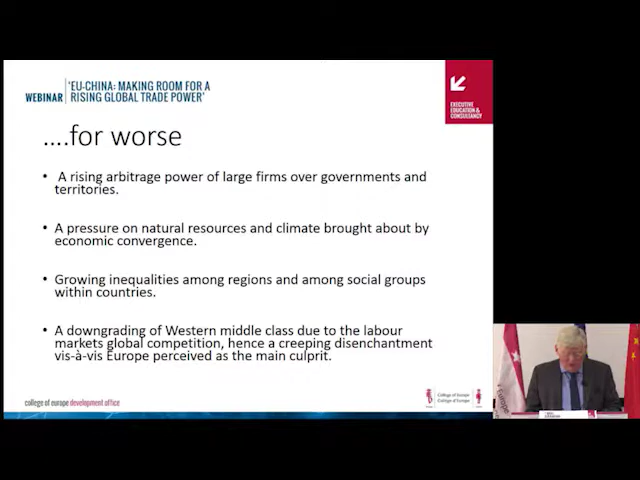 WEBINAR
'EU-CHINA: MAKING ROOM FOR A
RISING GLOBAL TRADE POWER'
EXECUTIVE
EDUCATION &
CONSULTANCY
....for worse
• A rising arbitrage power of large firms over governments and
territories.
• A pressure on natural resources and climate brought about by
economic convergence.
• Growing inequalities among regions and among social groups
within countries.
• A downgrading of Western middle class due to the labour
markets global competition, hence a creeping disenchantment
vis-à-vis Europe perceived as the main culprit.
college of europe development office
College of Europe
Collège d'Europe